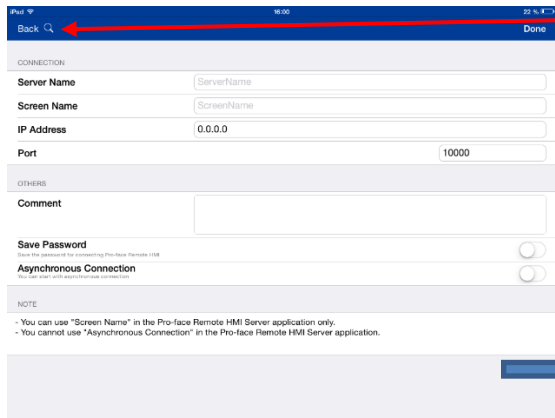 iPad 16:00 22 %
Back Done
CONNECTION
Server Name ServerName
Screen Name ScreenName
IP Address 0.0.0.0
Port 10000
OTHERS
Comment
Save Password
Save the password for connecting Pro-face Remote HMI
Asynchronous Connection
You can start with asynchronous connection
NOTE
- You can use "Screen Name" in the Pro-face Remote HMI Server application only.
- You cannot use "Asynchronous Connection" in the Pro-face Remote HMI Server application.